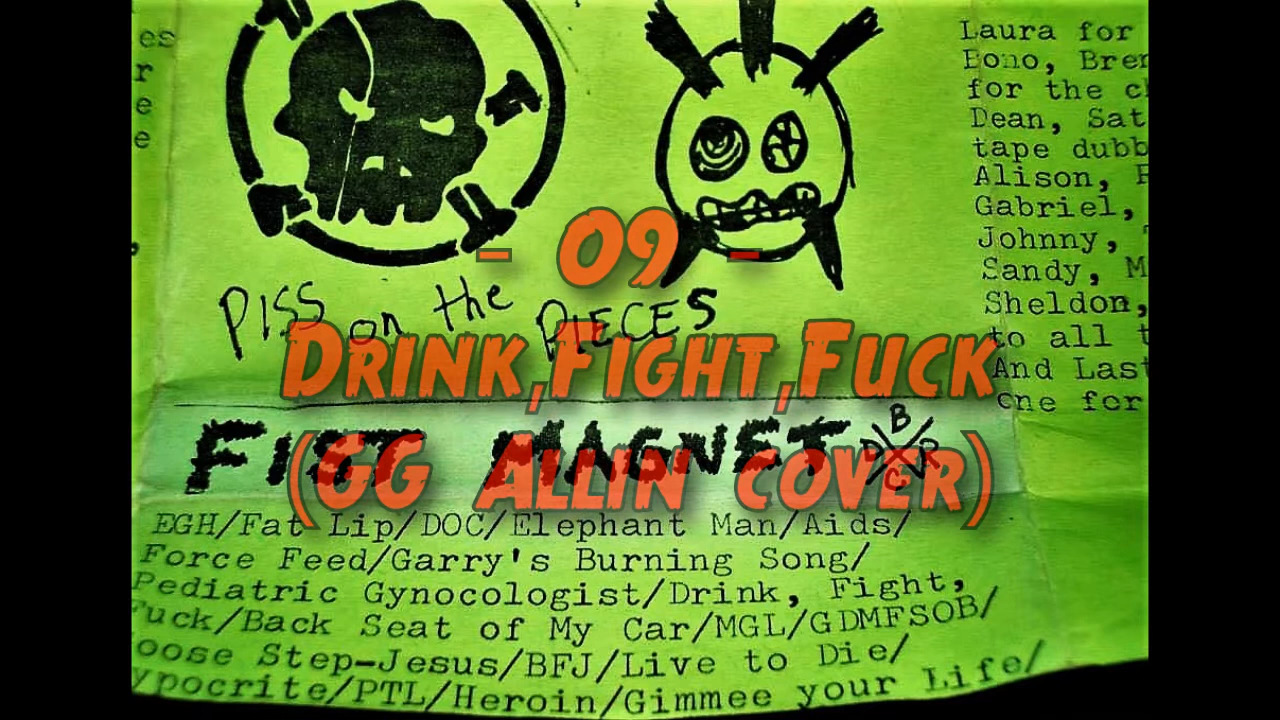 es
r
e
e
Laura for
Bono, Bren
for the c
Dean, Sat
tape dubb
Alison,
Gabriel,
Johnny,
Sandy, M
Sheldon,
to all t
And Last
One for
PISS on the PIECES
- 09 -
Drink,Fight,Fuck
(GG Allin cover)
FIST MAGNET
B
D R
C
EGH/Fat Lip/DOC/Elephant Man/Aids/
Force Feed/Garry's Burning Song/
Pediatric Gynocologist/Drink, Fight,
Fuck/Back Seat of My Car/MGL/GDMFSOB/
oose Step-Jesus/BFJ/Live to Die/
ypocrite/PTL/Heroin/Gimmee your Life/